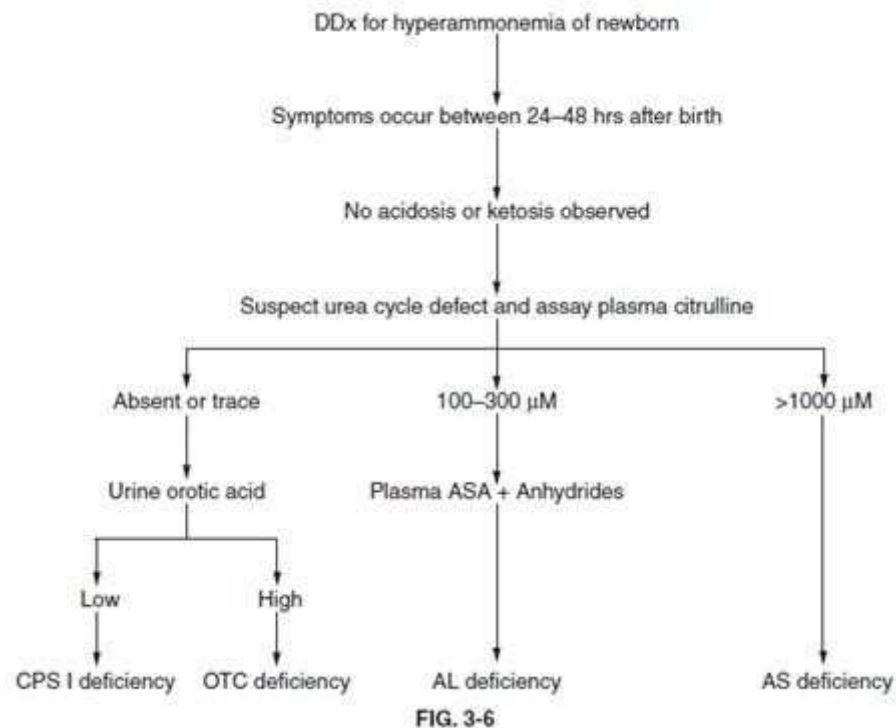 DDx for hyperammonemia of newborn
Symptoms occur between 24–48 hrs after birth
No acidosis or ketosis observed
Suspect urea cycle defect and assay plasma citrulline
Absent or trace
100–300 μM
>1000 μM
Urine orotic acid
Plasma ASA + Anhydrides
Low
High
CPS I deficiency
OTC deficiency
AL deficiency
AS deficiency
FIG. 3-6